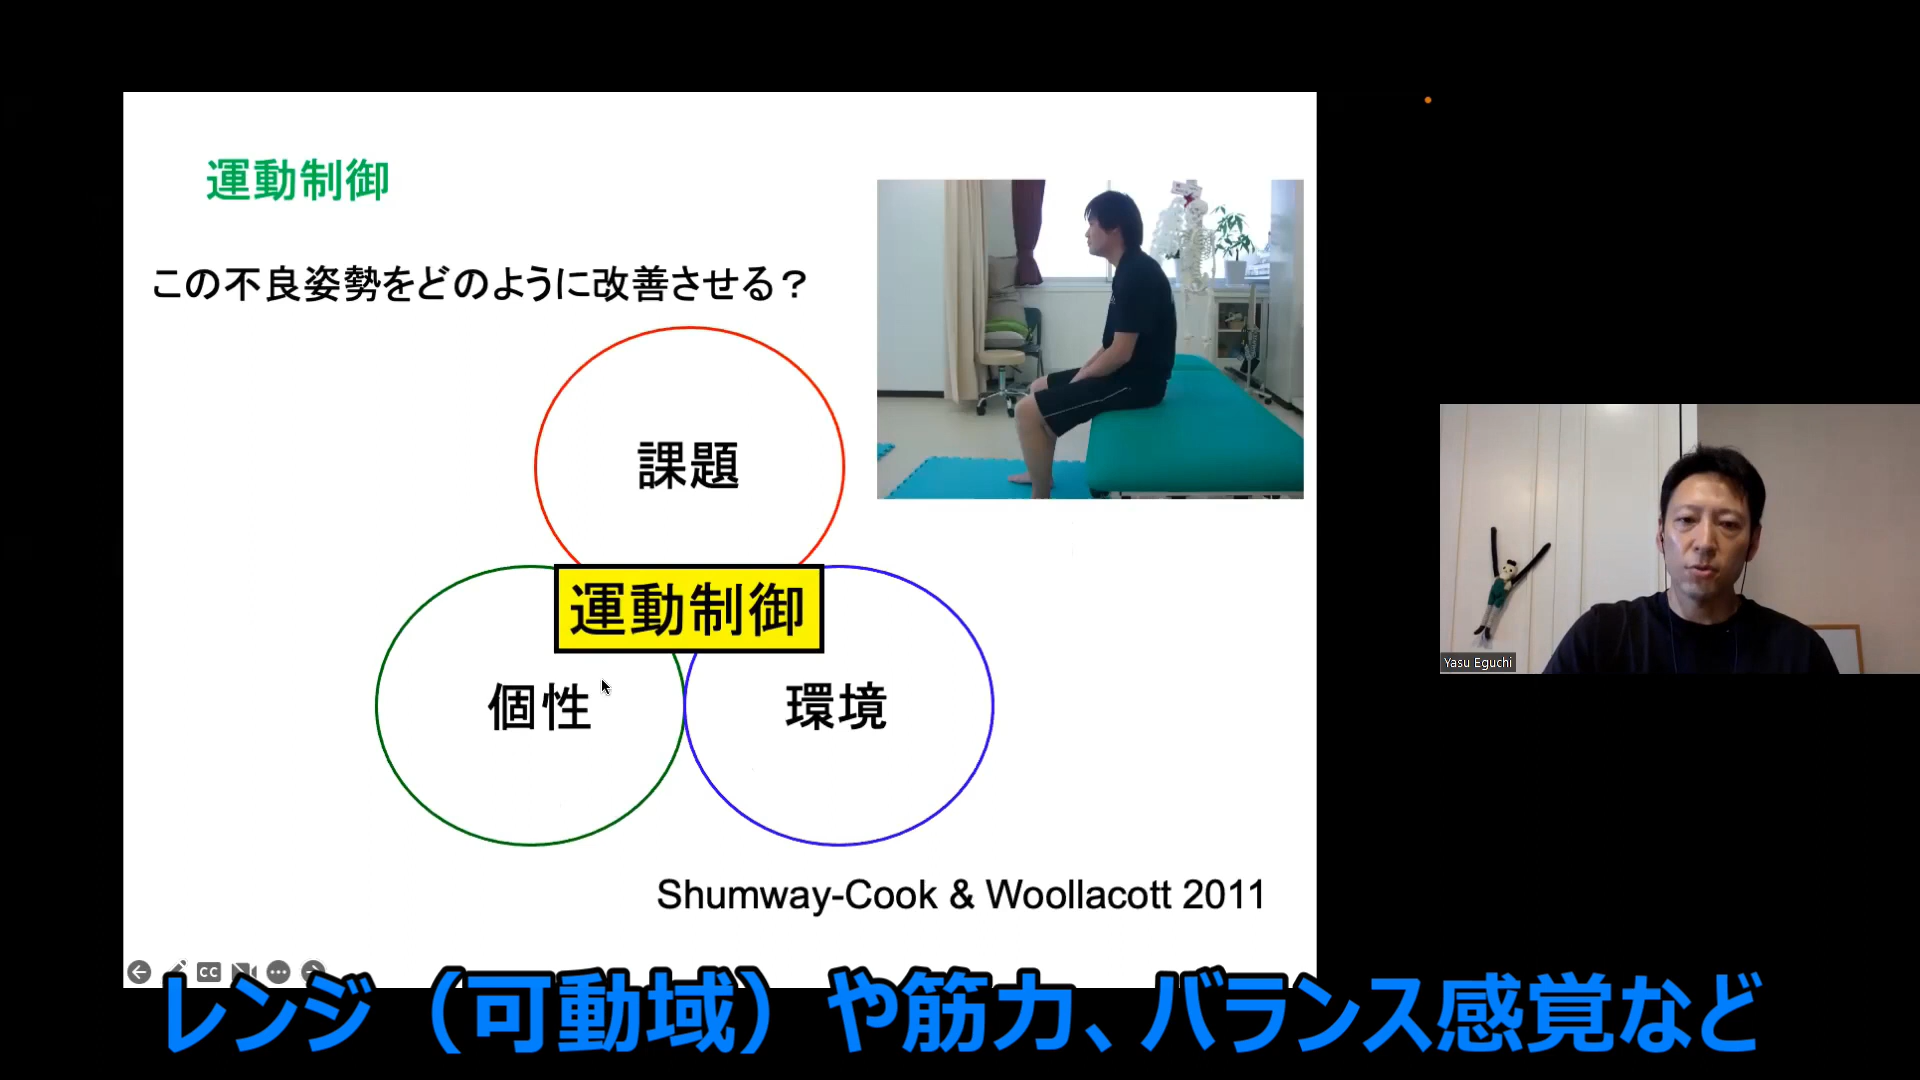 運動制御
この不良姿勢をどのように改善させる？
課題
運動制御
個性
環境
Shumway-Cook & Woollacott 2011
Yasu Eguchi
CC
レンジ（可動域）や筋力、バランス感覚など